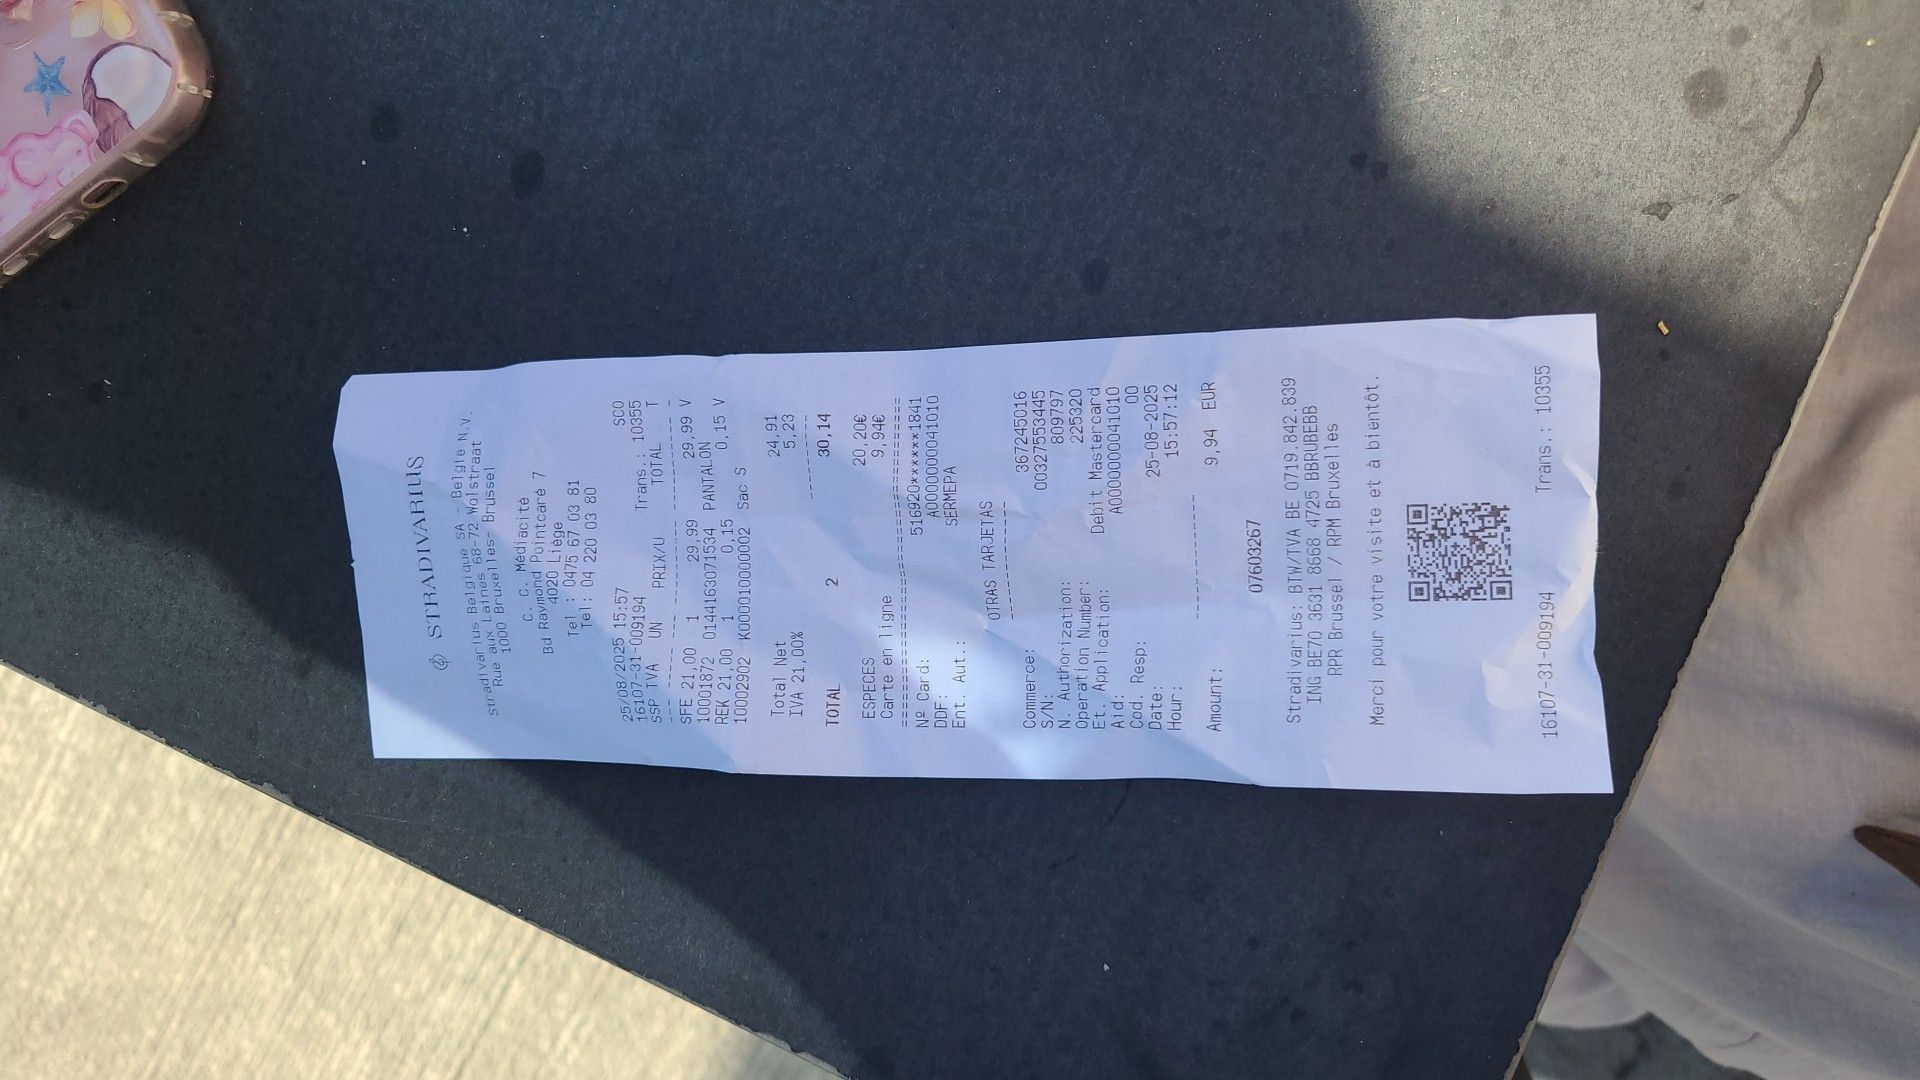 STRADIVARIUS
Stradivarius Belgique SA - Belgie N.V.
Rue aux Laines 68-72 Wolstraat
1000 Bruxelles- Brussel
C. C. Médiacité
Bd Raymond Pointcaré 7
4020 Liège
Tel : 0475 67 03 81
Tel : 04 220 03 80
25/08/2025 15:57 SCO
16107-31-009194 Trans.: 10355
SSP TVA UN PRIX/U TOTAL T
SFE 21,00 1 29,99 29,99 V
10001872 0144163071534 PANTALON
REK 21,00 1 0,15 0,15 V
10002902 K0000100000002 Sac S
Total Net 24,91
IVA 21,00% 5,23
TOTAL 2 30,14
ESPECES 20,20€
Carte en ligne 9,94€
Nº Card: 516920******1841
DDF: A0000000041010
Ent. Aut.: SERMEPA
OTRAS TARJETAS
Commerce: 367245016
S/N: 00327553445
N. Authorization: 809797
Operation Number: 225320
Et. Application: Debit Mastercard
Aid: A0000000041010
Cod. Resp: 00
Date: 25-08-2025
Hour: 15:57:12
Amount: 9,94 EUR
07603267
Stradivarius: BTW/TVA BE 0719.842.839
ING BE70 3631 8668 4725 BBRUBEBB
RPR Brussel / RPM Bruxelles
Merci pour votre visite et à bientôt.
16107-31-009194 Trans.: 10355